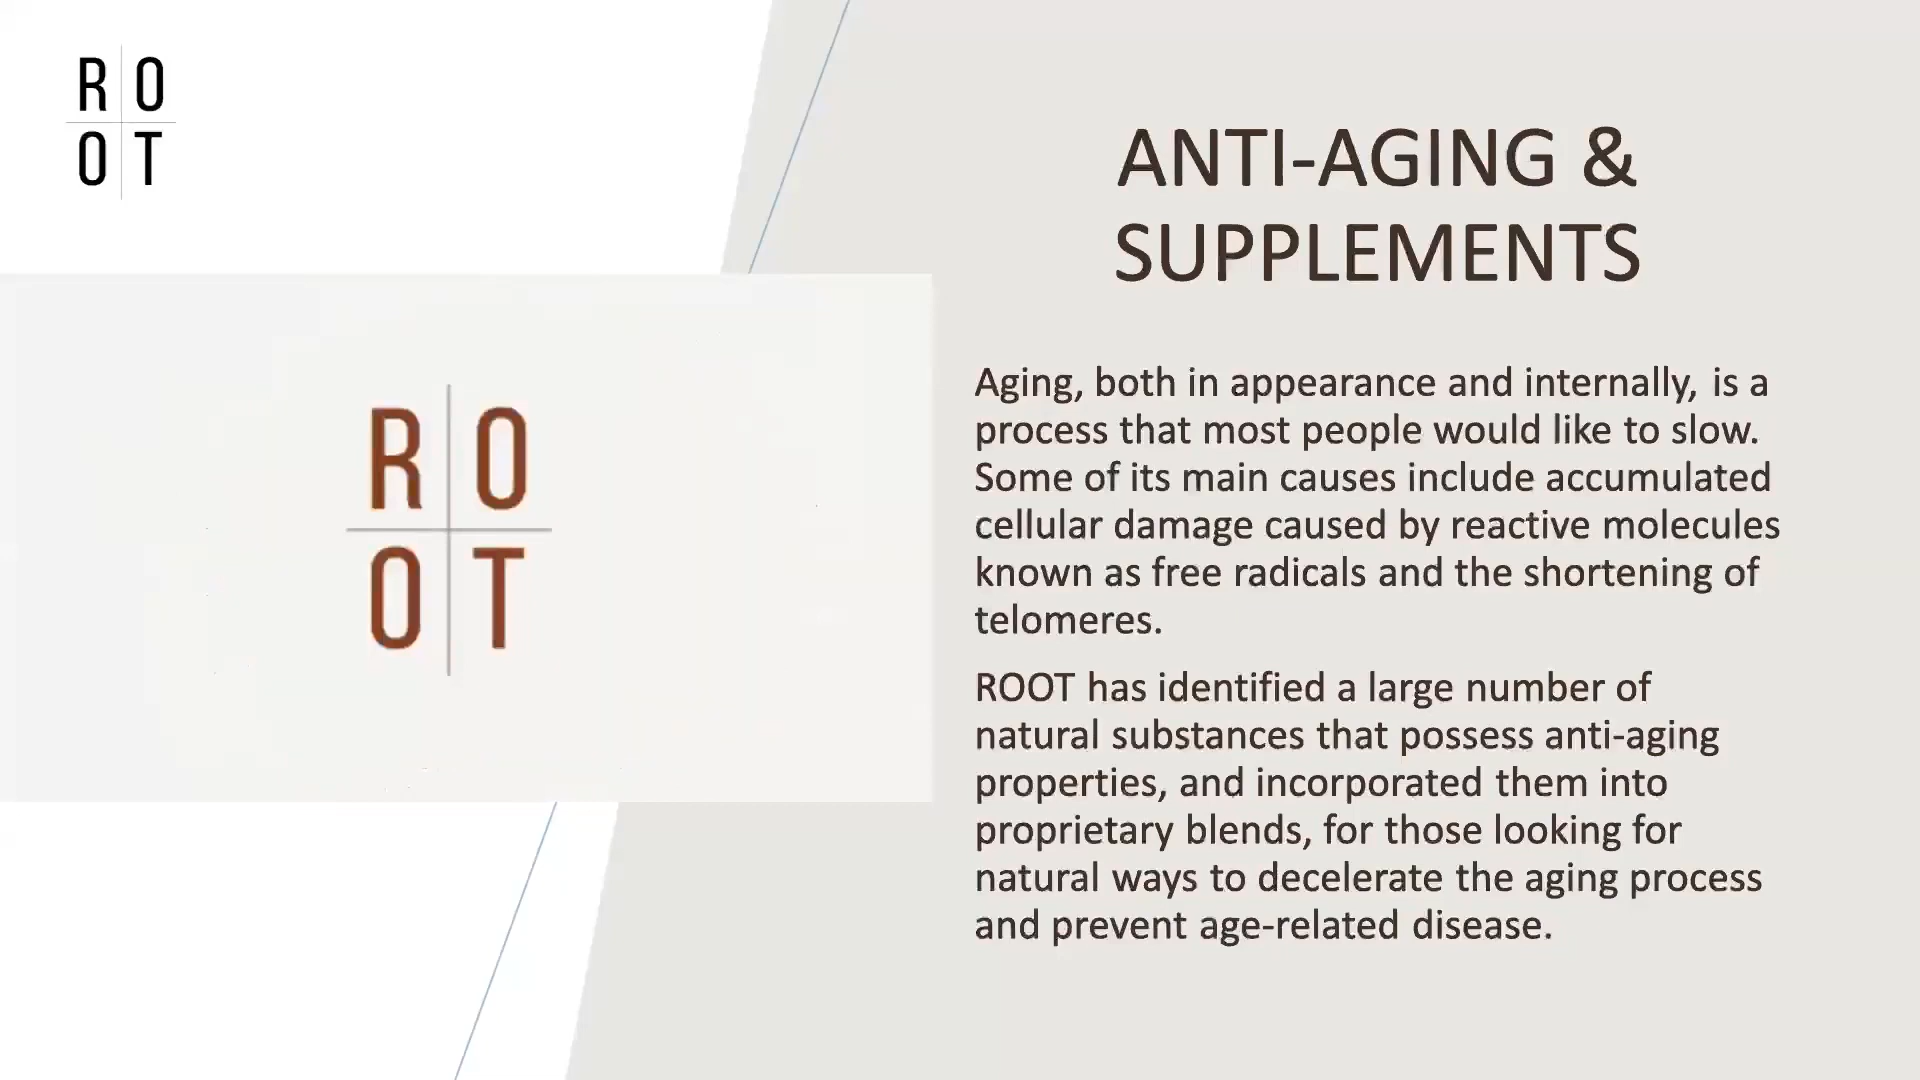 R O
O T
R O
O T
ANTI-AGING &
SUPPLEMENTS
Aging, both in appearance and internally, is a
process that most people would like to slow.
Some of its main causes include accumulated
cellular damage caused by reactive molecules
known as free radicals and the shortening of
telomeres.
ROOT has identified a large number of
natural substances that possess anti-aging
properties, and incorporated them into
proprietary blends, for those looking for
natural ways to decelerate the aging process
and prevent age-related disease.